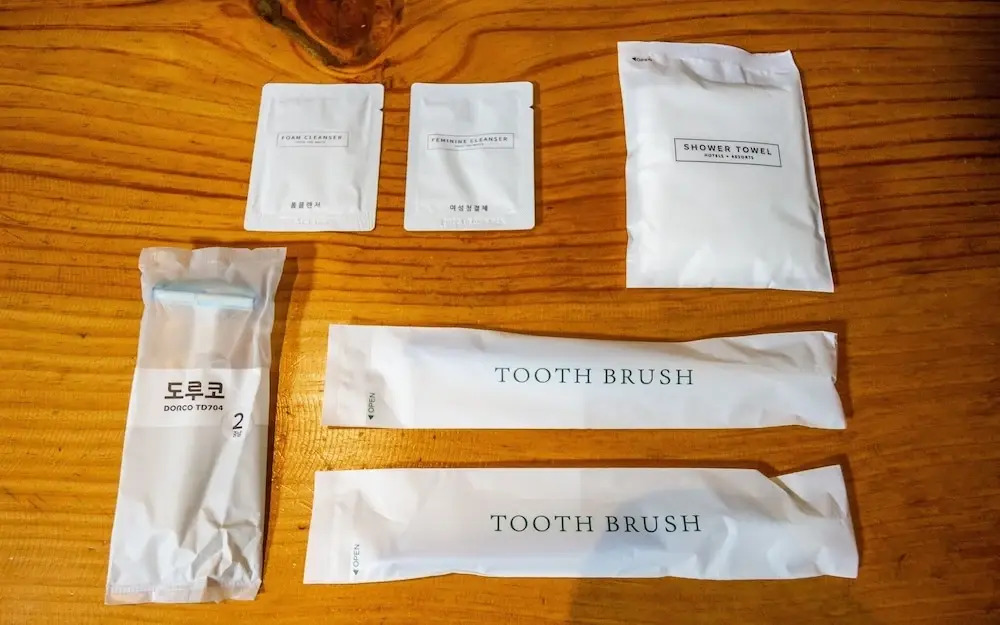 FOAM CLEANSER
폼클렌저
FEMININE CLEANSER
여성청결제
◀OPEN
SHOWER TOWEL
HOTELS + RESORTS
도루코
DORCO TD704
2
TOOTH BRUSH
◀OPEN
TOOTH BRUSH
◀OPEN